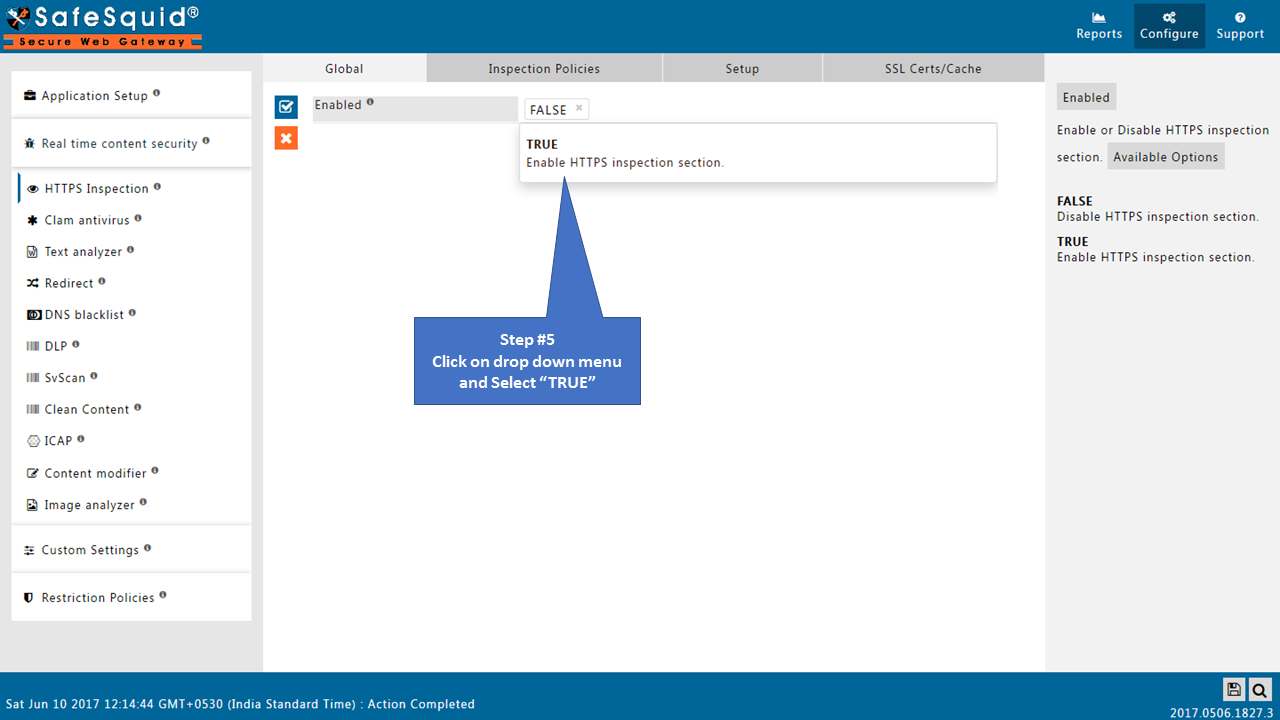 SafeSquid®
Secure Web Gateway
Reports
Configure
Support
Application Setup
Real time content security
HTTPS Inspection
Clam antivirus
Text analyzer
Redirect
DNS blacklist
DLP
SvScan
Clean Content
ICAP
Content modifier
Image analyzer
Custom Settings
Restriction Policies
Global
Inspection Policies
Setup
SSL Certs/Cache
Enabled
FALSE ×
TRUE
Enable HTTPS inspection section.
Step #5
Click on drop down menu
and Select “TRUE”
Enabled
Enable or Disable HTTPS inspection
section. Available Options
FALSE
Disable HTTPS inspection section.
TRUE
Enable HTTPS inspection section.
Sat Jun 10 2017 12:14:44 GMT+0530 (India Standard Time) : Action Completed
2017.0506.1827.3